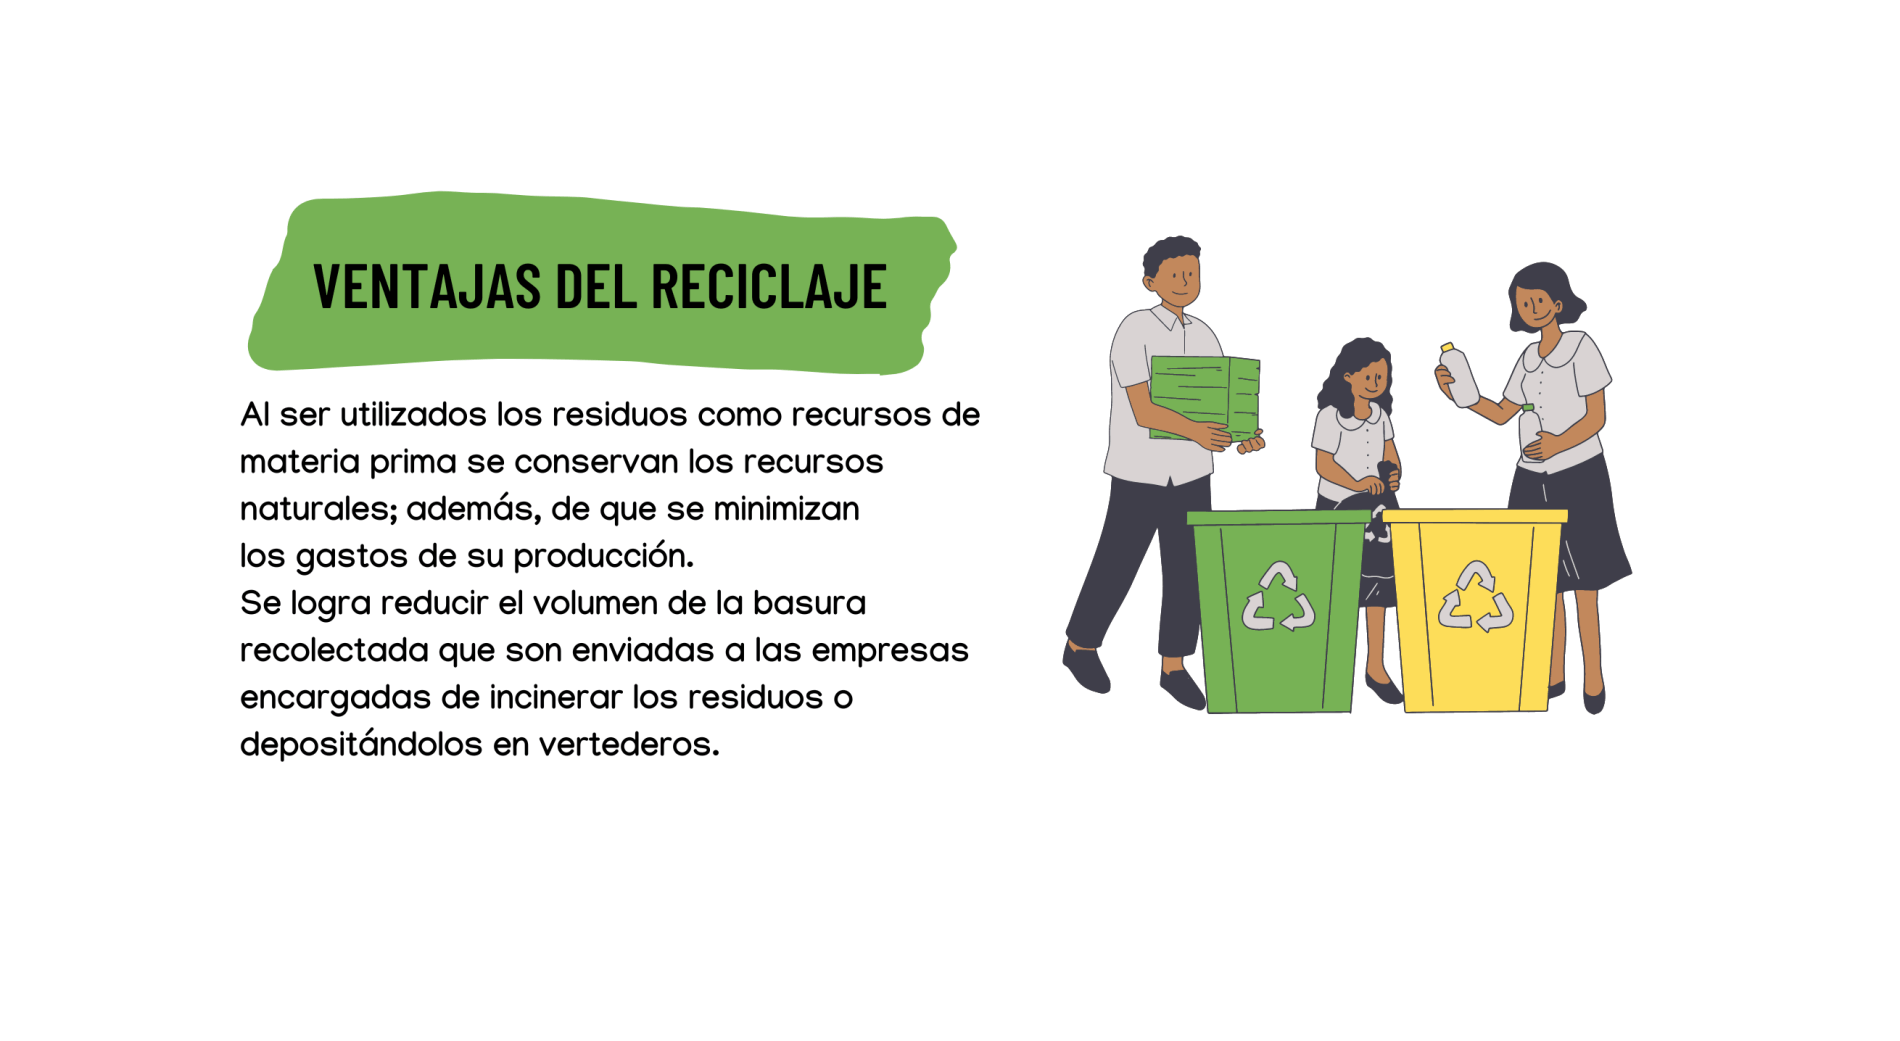 VENTAJAS DEL RECICLAJE
Al ser utilizados los residuos como recursos de
materia prima se conservan los recursos
naturales; además, de que se minimizan
los gastos de su producción.
Se logra reducir el volumen de la basura
recolectada que son enviadas a las empresas
encargadas de incinerar los residuos o
depositándolos en vertederos.